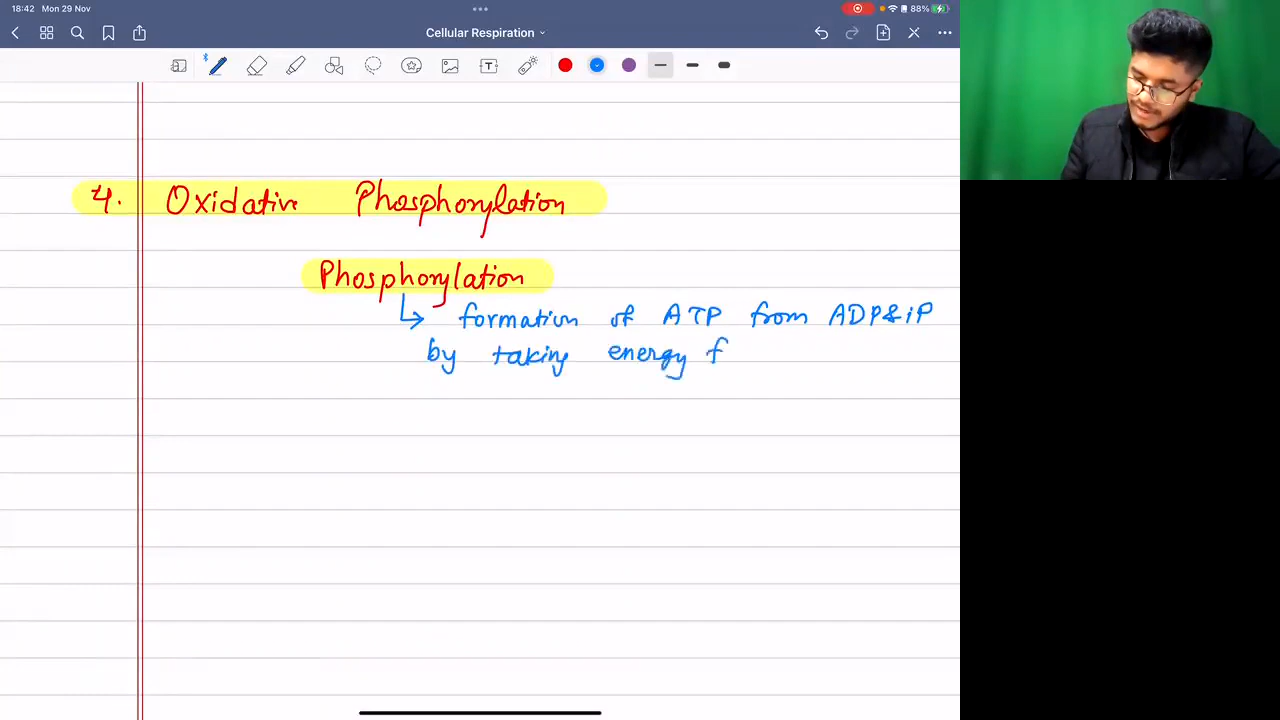 18:42 Mon 29 Nov
88%
Cellular Respiration
T
4. Oxidative Phosphorylation
Phosphorylation
formation of ATP from ADP&iP
by taking energy f